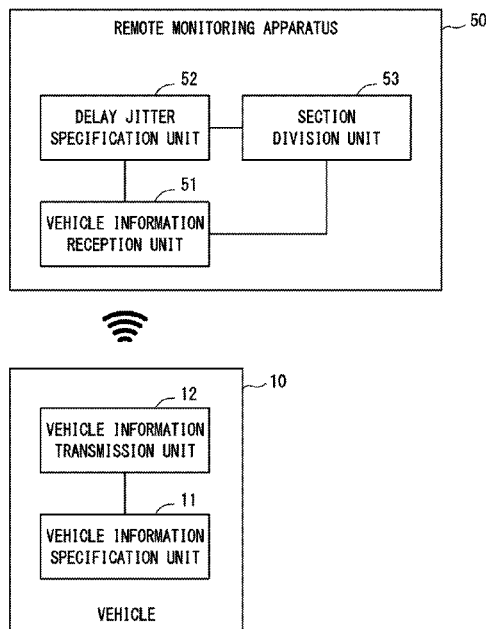 REMOTE MONITORING APPARATUS
50
52
53
DELAY JITTER
SPECIFICATION UNIT
SECTION
DIVISION UNIT
51
VEHICLE INFORMATION
RECEPTION UNIT
10
12
VEHICLE INFORMATION
TRANSMISSION UNIT
11
VEHICLE INFORMATION
SPECIFICATION UNIT
VEHICLE